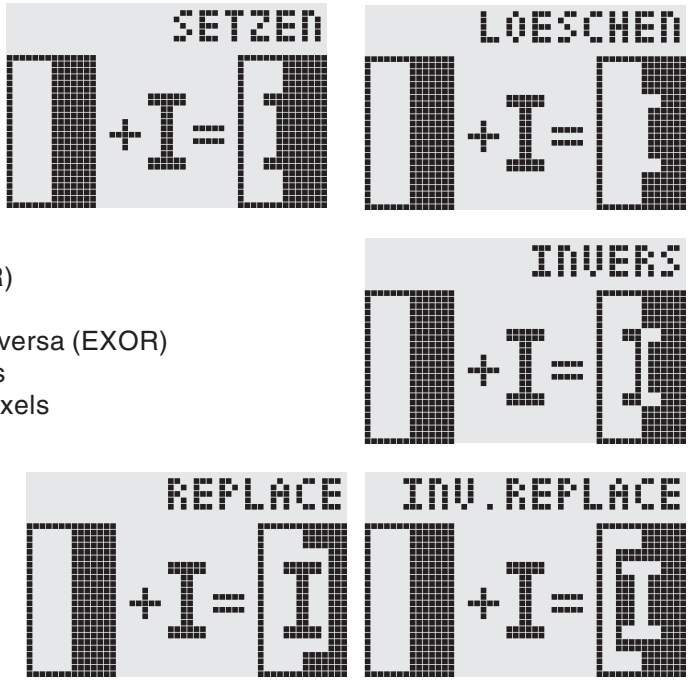 SETZEN
+I=
LOESCHEN
+I=
R)
versa (EXOR)
s
xels
INVERS
+I=
REPLACE
+I=
INV.REPLACE
+I=